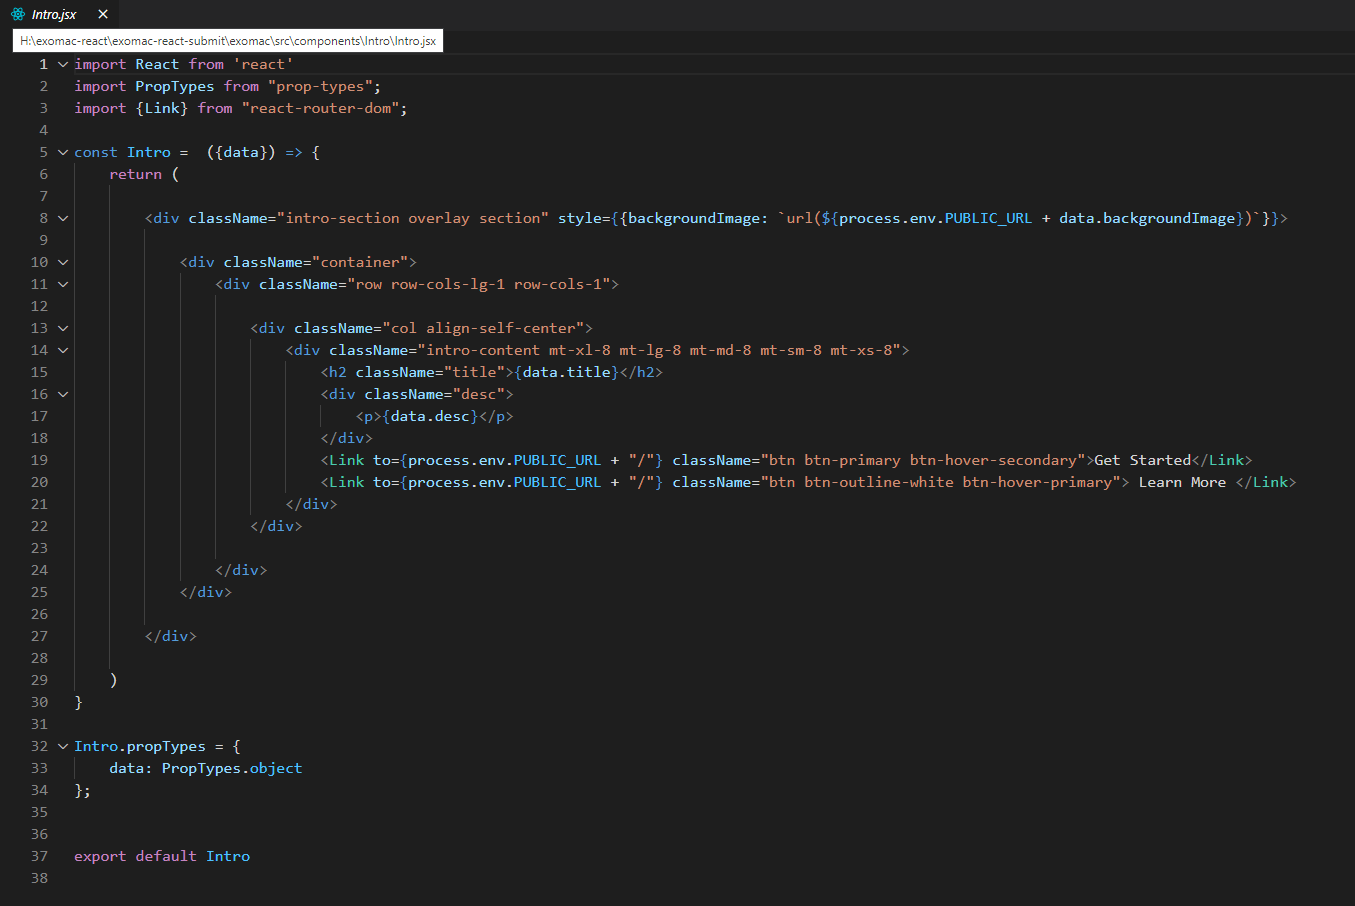 Intro.jsx
H:\exomac-react\exomac-react-submit\exomac\src\components\Intro\Intro.jsx
1 import React from 'react'
2 import PropTypes from "prop-types";
3 import {Link} from "react-router-dom";
4
5 const Intro =  ({data}) => {
6     return (
7
8         <div className="intro-section overlay section" style={{backgroundImage: `url(${process.env.PUBLIC_URL + data.backgroundImage})`}}>
9
10             <div className="container">
11                 <div className="row row-cols-lg-1 row-cols-1">
12
13                     <div className="col align-self-center">
14                         <div className="intro-content mt-xl-8 mt-lg-8 mt-md-8 mt-sm-8 mt-xs-8">
15                             <h2 className="title">{data.title}</h2>
16                             <div className="desc">
17                                 <p>{data.desc}</p>
18                             </div>
19                             <Link to={process.env.PUBLIC_URL + "/"} className="btn btn-primary btn-hover-secondary">Get Started</Link>
20                             <Link to={process.env.PUBLIC_URL + "/"} className="btn btn-outline-white btn-hover-primary"> Learn More </Link>
21                         </div>
22                     </div>
23
24                 </div>
25             </div>
26
27         </div>
28
29     )
30 }
31
32 Intro.propTypes = {
33     data: PropTypes.object
34 };
35
36
37 export default Intro
38